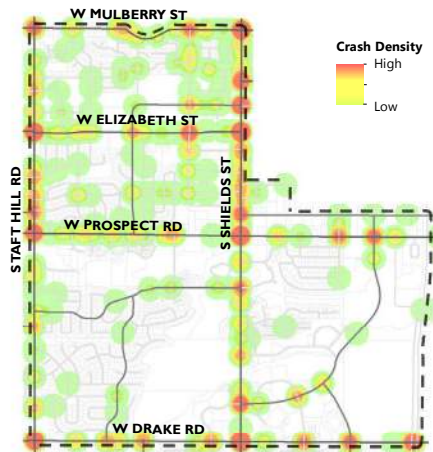 W MULBERRY ST
Crash Density
High
Low
W ELIZABETH ST
STAFT HILL RD
S SHIELDS ST
W PROSPECT RD
W DRAKE RD